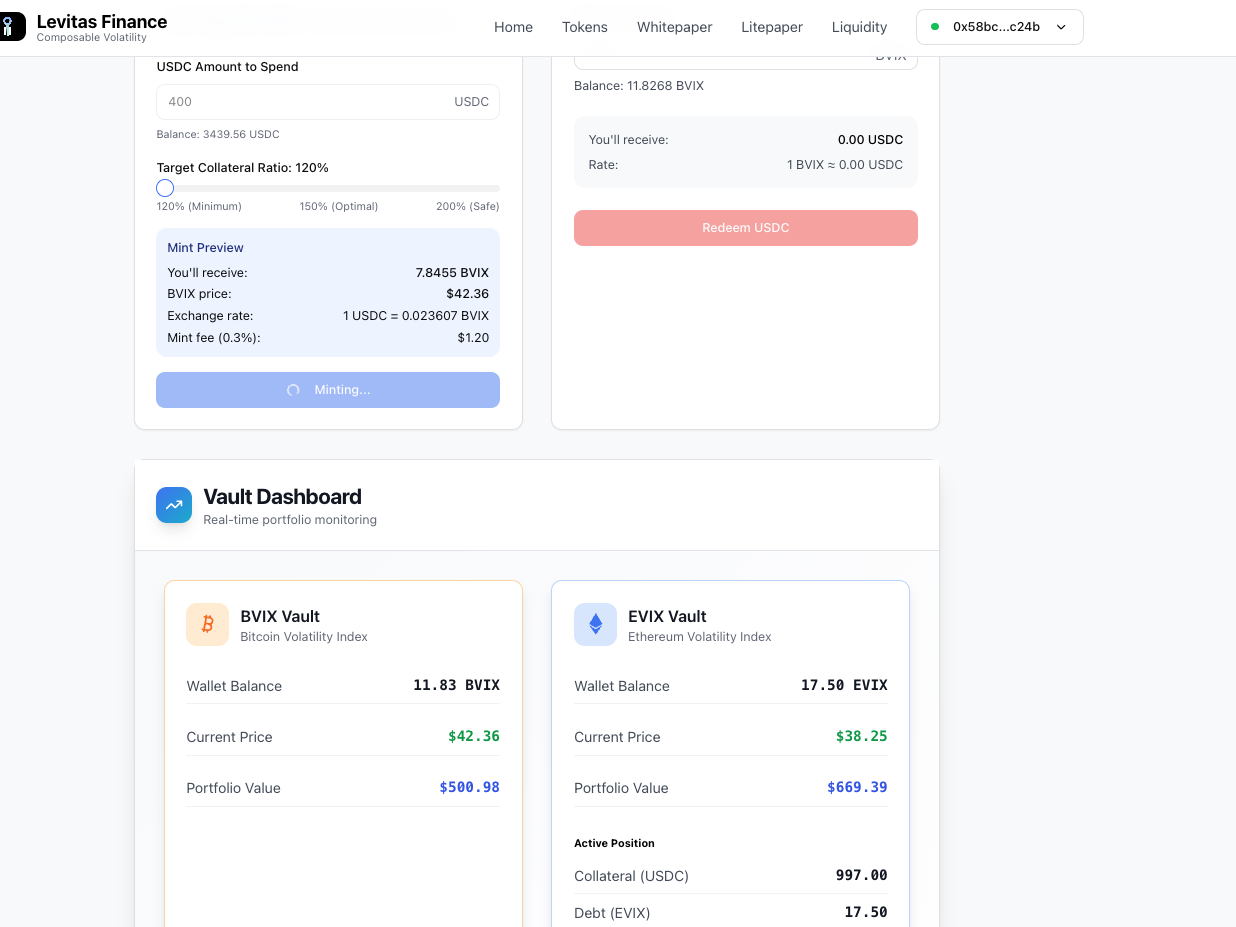 Levitas Finance
Composable Volatility
Home
Tokens
Whitepaper
Litepaper
Liquidity
0x58bc...c24b
USDC Amount to Spend
400
USDC
Balance: 3439.56 USDC
Target Collateral Ratio: 120%
120% (Minimum)
150% (Optimal)
200% (Safe)
Mint Preview
You'll receive:
7.8455 BVIX
BVIX price:
$42.36
Exchange rate:
1 USDC = 0.023607 BVIX
Mint fee (0.3%):
$1.20
Minting...
BVIX
Balance: 11.8268 BVIX
You'll receive:
0.00 USDC
Rate:
1 BVIX ≈ 0.00 USDC
Redeem USDC
Vault Dashboard
Real-time portfolio monitoring
BVIX Vault
Bitcoin Volatility Index
Wallet Balance
11.83 BVIX
Current Price
$42.36
Portfolio Value
$500.98
EVIX Vault
Ethereum Volatility Index
Wallet Balance
17.50 EVIX
Current Price
$38.25
Portfolio Value
$669.39
Active Position
Collateral (USDC)
997.00
Debt (EVIX)
17.50